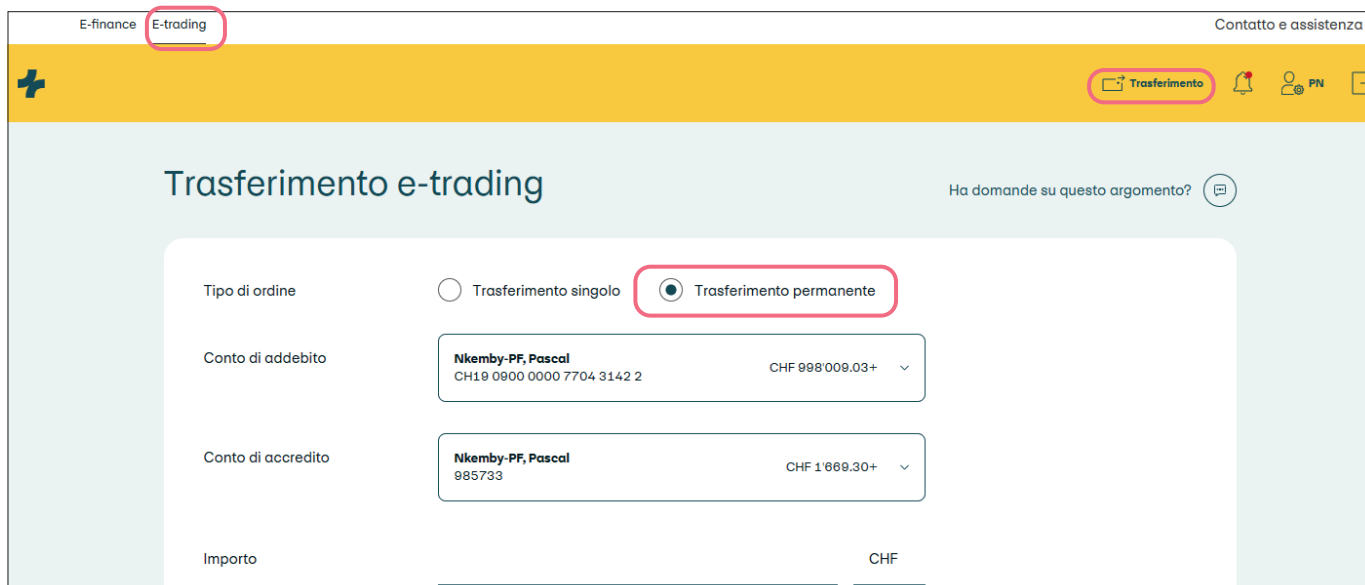 E-finance E-trading Contatto e assistenza
Trasferimento PN
Trasferimento e-trading
Ha domande su questo argomento?
Tipo di ordine Trasferimento singolo Trasferimento permanente
Conto di addebito
Nkemby-PF, Pascal
CH19 0900 0000 7704 3142 2
CHF 998'009.03+
Conto di accredito
Nkemby-PF, Pascal
985733
CHF 1'669.30+
Importo CHF